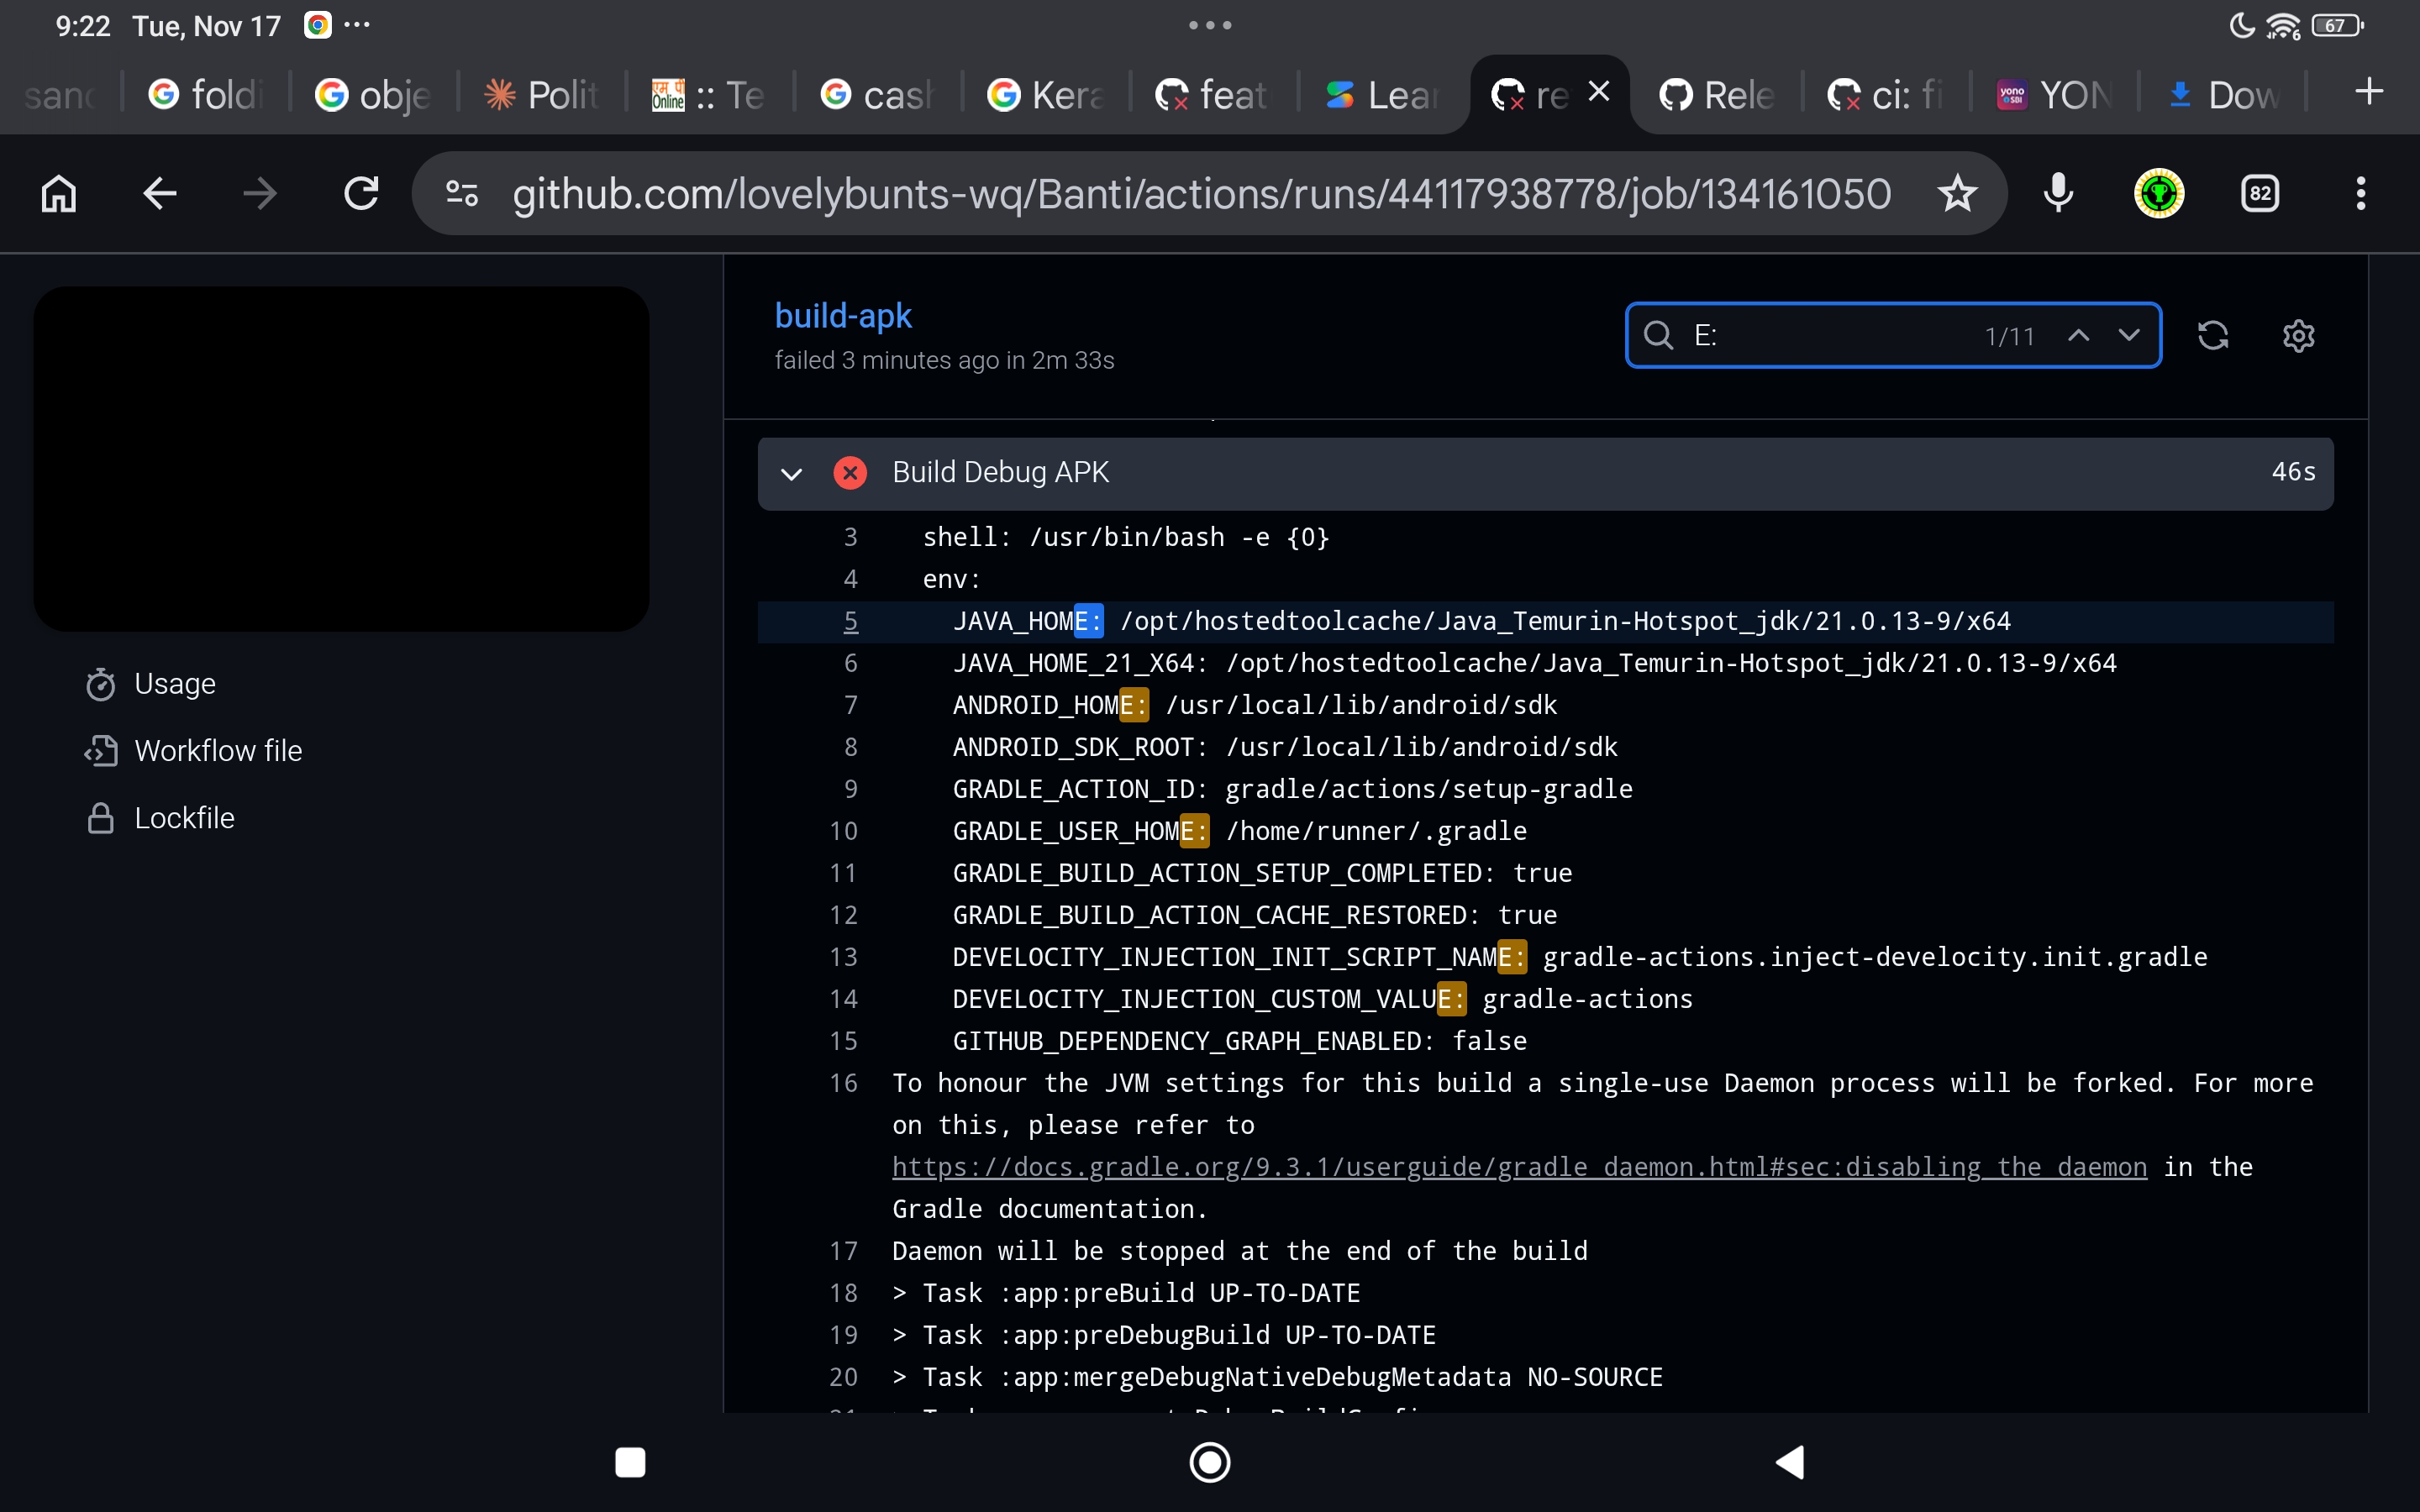 9:22 Tue, Nov 17
67
sand
foldi
obje
Polit
:: Te
cash
Kera
feat
Lear
re
Rele
ci: fi
YON
Dow
github.com/lovelybunts-wq/Banti/actions/runs/44117938778/job/134161050
82
build-apk
failed 3 minutes ago in 2m 33s
E:
1/11
Usage
Workflow file
Lockfile
Build Debug APK
46s
3 shell: /usr/bin/bash -e {0}
4 env:
5 JAVA_HOME: /opt/hostedtoolcache/Java_Temurin-Hotspot_jdk/21.0.13-9/x64
6 JAVA_HOME_21_X64: /opt/hostedtoolcache/Java_Temurin-Hotspot_jdk/21.0.13-9/x64
7 ANDROID_HOME: /usr/local/lib/android/sdk
8 ANDROID_SDK_ROOT: /usr/local/lib/android/sdk
9 GRADLE_ACTION_ID: gradle/actions/setup-gradle
10 GRADLE_USER_HOME: /home/runner/.gradle
11 GRADLE_BUILD_ACTION_SETUP_COMPLETED: true
12 GRADLE_BUILD_ACTION_CACHE_RESTORED: true
13 DEVELOCITY_INJECTION_INIT_SCRIPT_NAME: gradle-actions.inject-develocity.init.gradle
14 DEVELOCITY_INJECTION_CUSTOM_VALUE: gradle-actions
15 GITHUB_DEPENDENCY_GRAPH_ENABLED: false
16 To honour the JVM settings for this build a single-use Daemon process will be forked. For more
on this, please refer to
https://docs.gradle.org/9.3.1/userguide/gradle_daemon.html#sec:disabling_the_daemon in the
Gradle documentation.
17 Daemon will be stopped at the end of the build
18 > Task :app:preBuild UP-TO-DATE
19 > Task :app:preDebugBuild UP-TO-DATE
20 > Task :app:mergeDebugNativeDebugMetadata NO-SOURCE